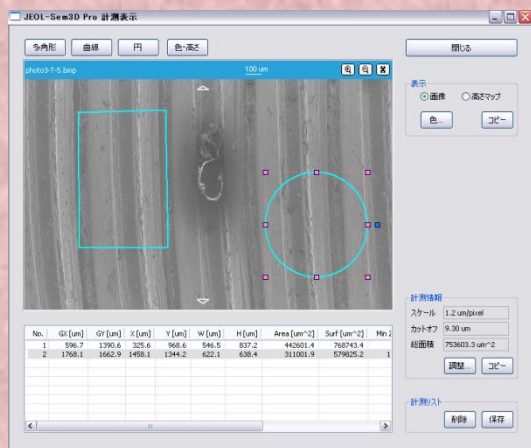 JEOL-Sem3D Pro 計測表示
多角形 曲線 円 色・高さ 閉じる
photo3-T-5.bmp 100 um
表示
画像 高さマップ
色... コピー
計測情報
スケール 1.2 um/pixel
カットオフ 9.30 um
総面積 753603.3 um^2
調整... コピー
No. GX [um] GY [um] X [um] Y [um] W [um] H [um] Area [um^2] Surf [um^2] Min Z
1 596.7 1390.6 325.6 968.6 546.5 837.2 442601.4 768743.4
2 1768.1 1662.9 1458.1 1344.2 622.1 638.4 311001.9 579825.2 1
計測リスト
削除 保存